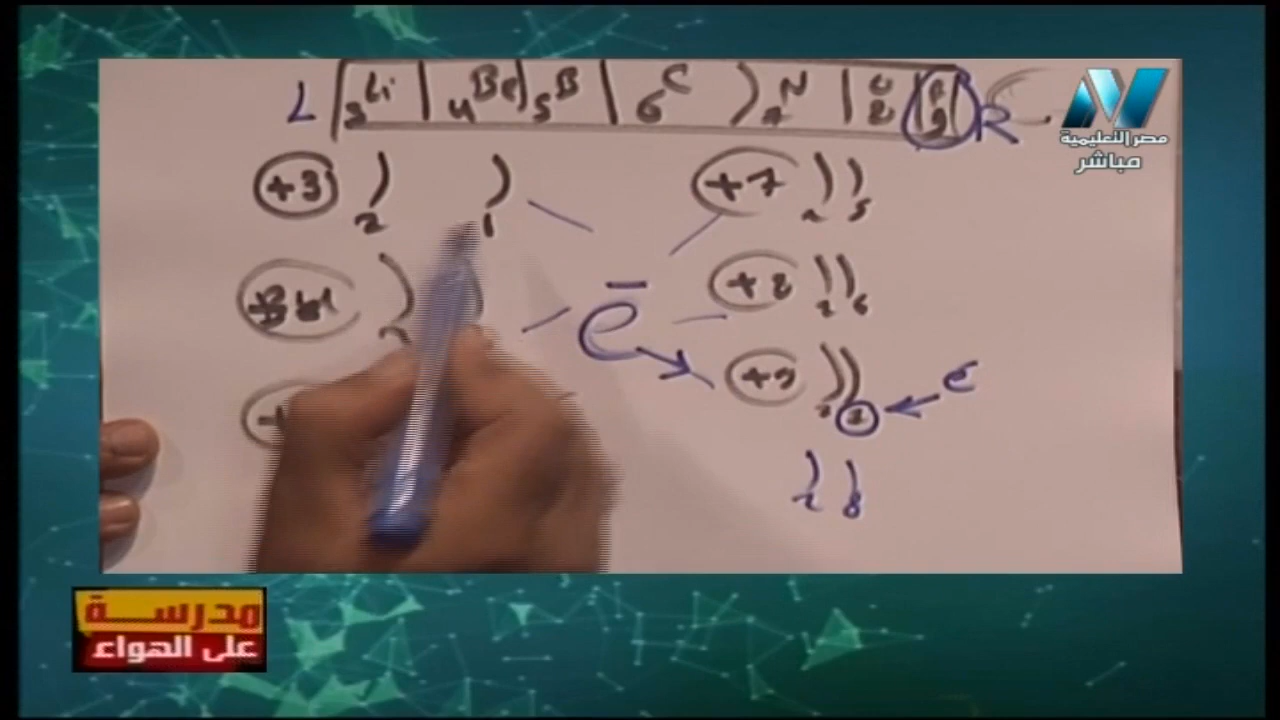 L 3Li 4Be 5B 6C 7N 8O 9F R
مصر التعليمية
مباشر
+3 2 1
+7 2 5
+8 2 6
e-
+9 2 7 e
2 8
مدرسة
على الهواء